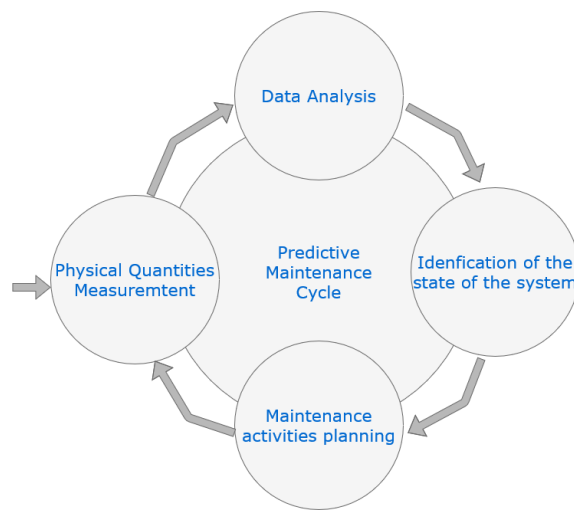 Data Analysis
Physical Quantities
Measuremtent
Predictive
Maintenance
Cycle
Idenfication of the
state of the system
Maintenance
activities planning